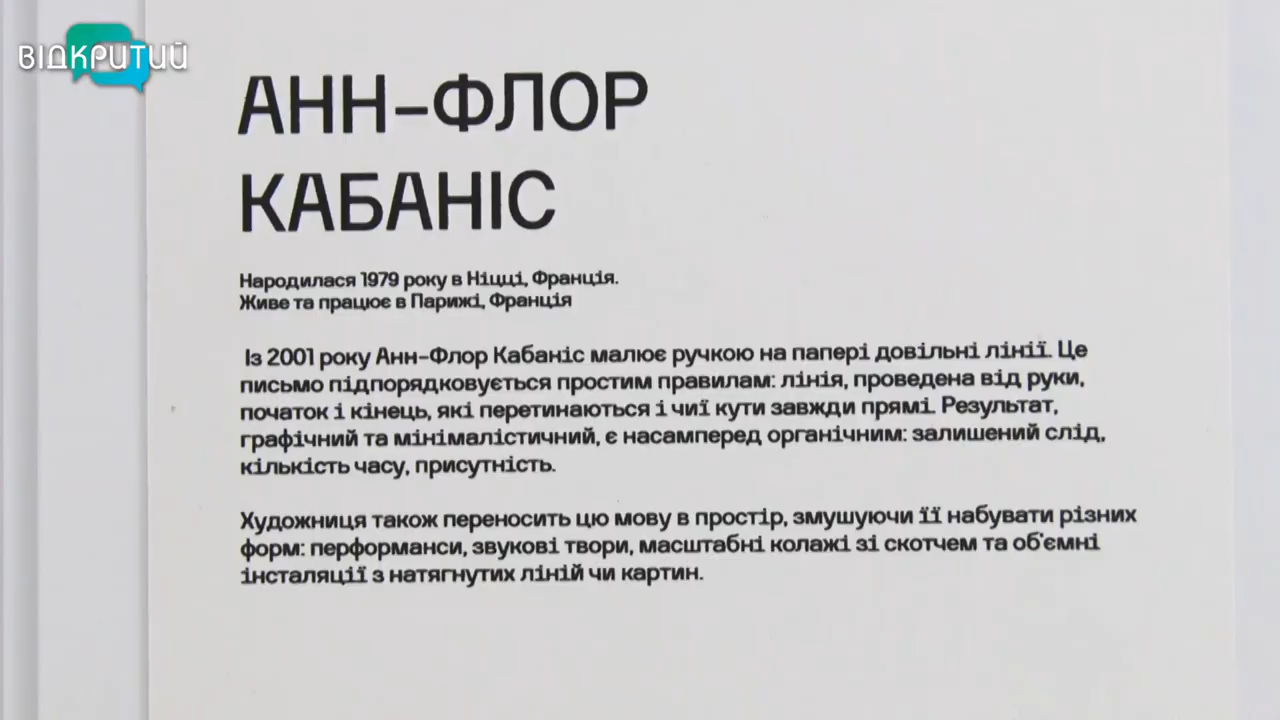 ВІДКРИТИЙ
АНН-ФЛОР
КАБАНІС
Народилася 1979 року в Ніцці, Франція.
Живе та працює в Парижі, Франція
Із 2001 року Анн-Флор Кабаніс малює ручкою на папері довільні лінії. Це
письмо підпорядковується простим правилам: лінія, проведена від руки,
початок і кінець, які перетинаються і чиї кути завжди прямі. Результат,
графічний та мінімалістичний, є насамперед органічним: залишений слід,
кількість часу, присутність.
Художниця також переносить цю мову в простір, змушуючи її набувати різних
форм: перформанси, звукові твори, масштабні колажі зі скотчем та об'ємні
інсталяції з натягнутих ліній чи картин.